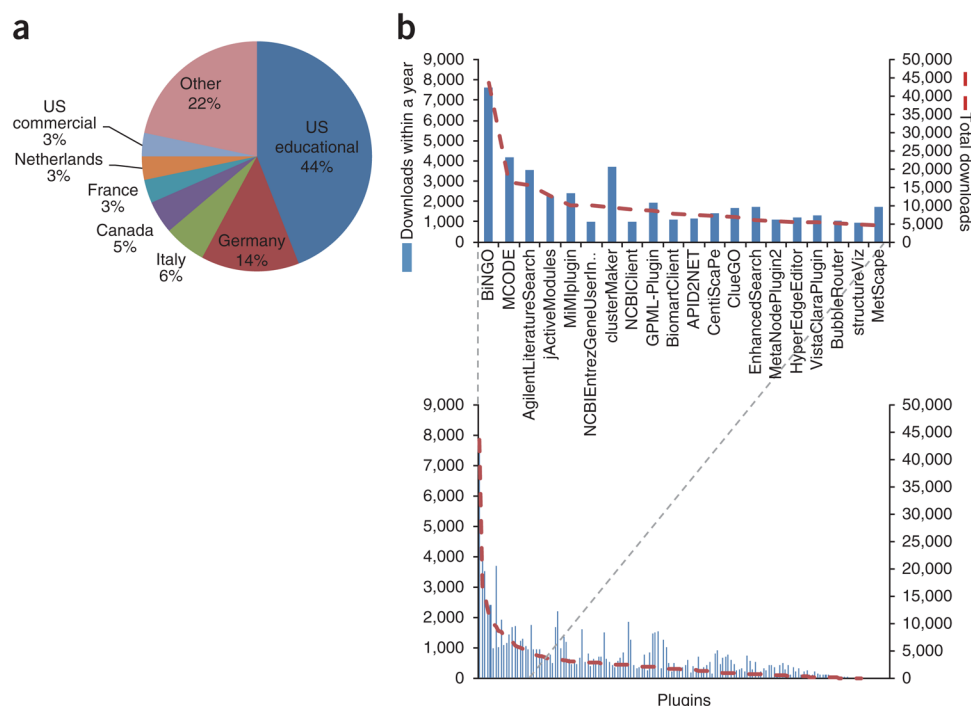 a
Other
22%
US
commercial
3%
Netherlands
3%
France
3%
Canada
5%
Italy
6%
Germany
14%
US
educational
44%
b
Downloads within a year
9,000
8,000
7,000
6,000
5,000
4,000
3,000
2,000
1,000
0
50,000
45,000
40,000
35,000
30,000
25,000
20,000
15,000
10,000
5,000
0
Total downloads
BiNGO
MCODE
AgilentLiteratureSearch
jActiveModules
MiMIplugin
NCBIEntrezGeneUserIn..
clusterMaker
NCBIClient
GPML-Plugin
BiomartClient
APID2NET
CentiScaPe
ClueGO
EnhancedSearch
MetaNodePlugin2
HyperEdgeEditor
VistaClaraPlugin
BubbleRouter
structureViz
MetScape
9,000
8,000
7,000
6,000
5,000
4,000
3,000
2,000
1,000
0
50,000
45,000
40,000
35,000
30,000
25,000
20,000
15,000
10,000
5,000
0
Plugins